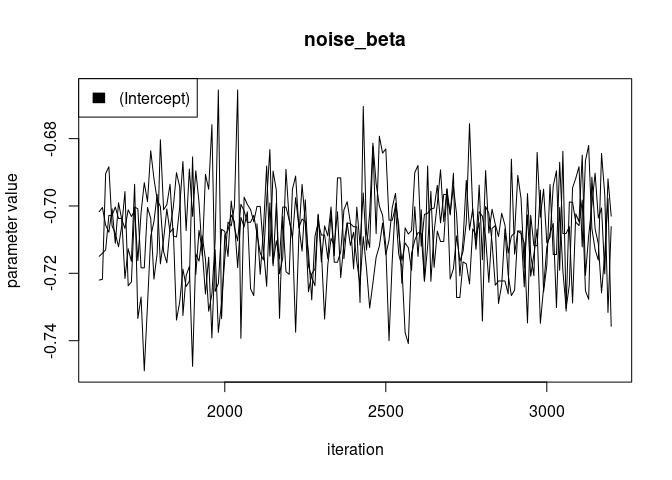 noise_beta
(Intercept)
parameter value
-0.68
-0.70
-0.72
-0.74
2000
2500
3000
iteration